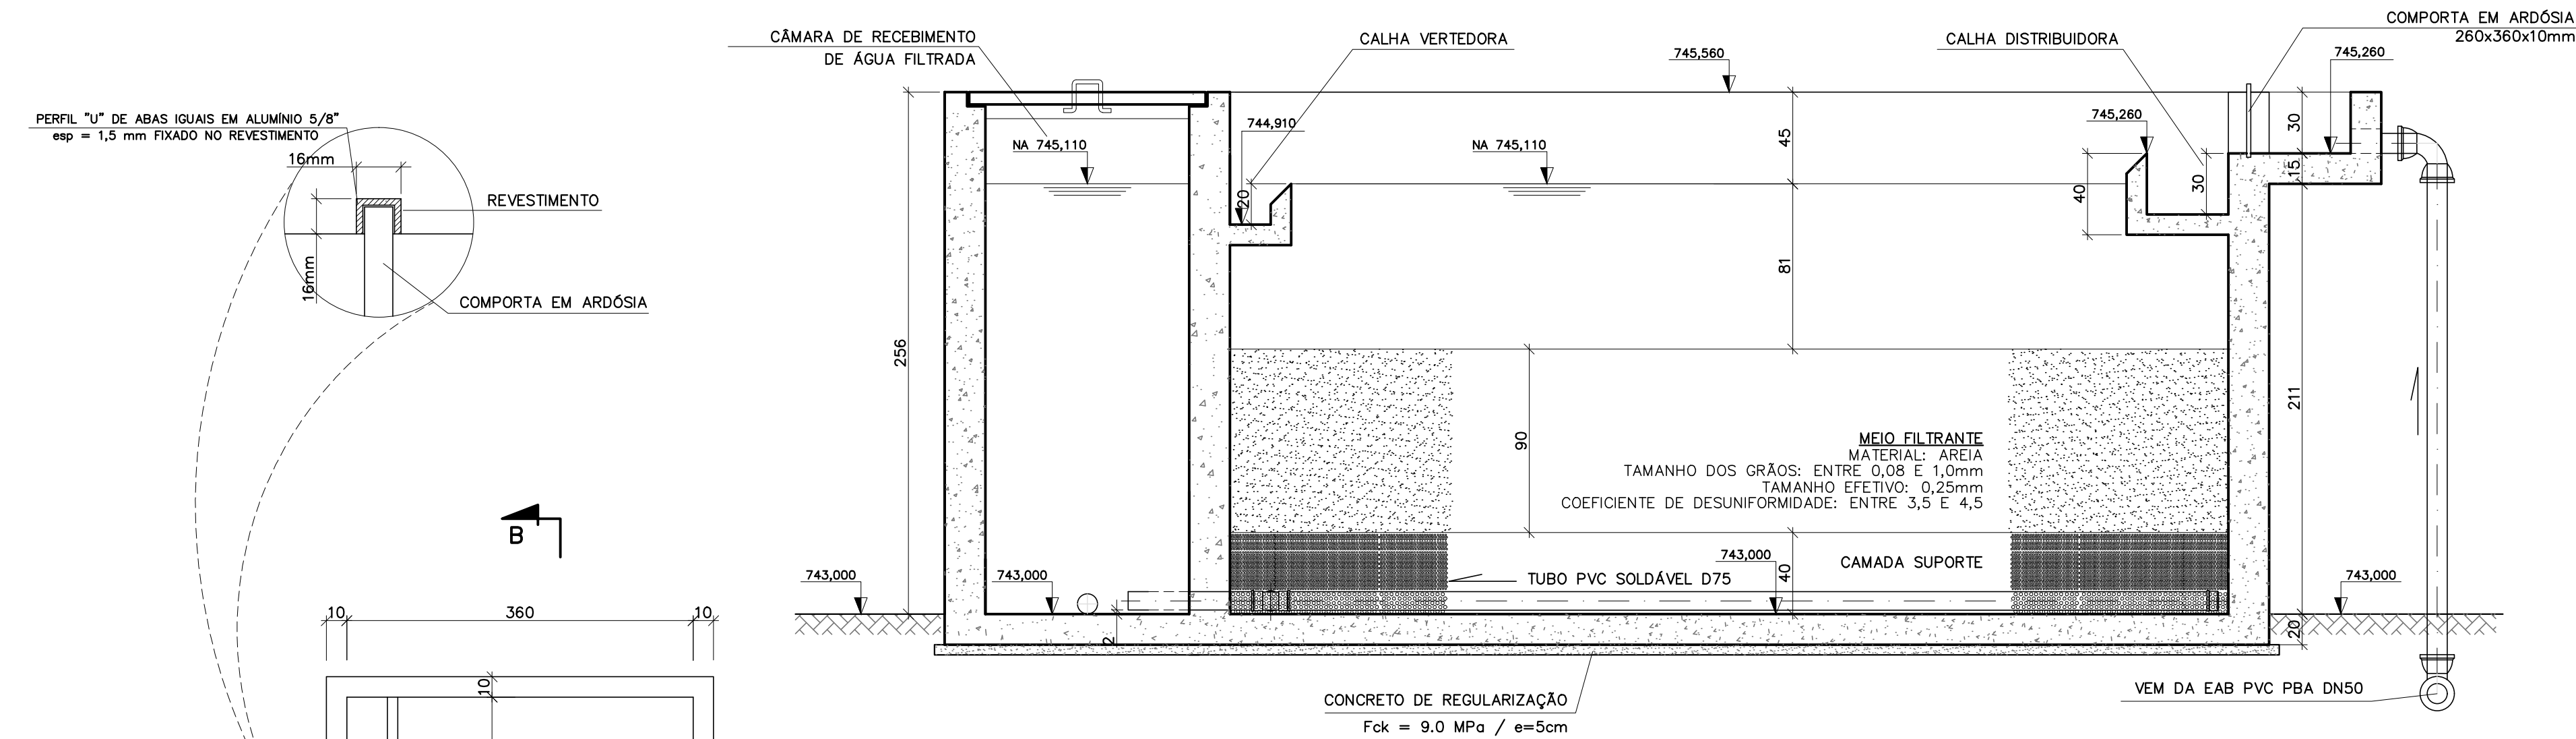 CÂMARA DE RECEBIMENTO
DE ÁGUA FILTRADA
CALHA VERTEDORA
745,560
CALHA DISTRIBUIDORA
COMPORTA EM ARDÓSIA
260x360x10mm
745,260
PERFIL "U" DE ABAS IGUAIS EM ALUMÍNIO 5/8"
esp = 1,5 mm FIXADO NO REVESTIMENTO
16mm
REVESTIMENTO
16mm
COMPORTA EM ARDÓSIA
NA 745,110
744,910
20
NA 745,110
45
745,260
40
30
30
15
81
256
90
211
MEIO FILTRANTE
MATERIAL: AREIA
TAMANHO DOS GRÃOS: ENTRE 0,08 E 1,0mm
TAMANHO EFETIVO: 0,25mm
COEFICIENTE DE DESUNIFORMIDADE: ENTRE 3,5 E 4,5
B
743,000
743,000
TUBO PVC SOLDÁVEL D75
743,000
40
CAMADA SUPORTE
743,000
20
2
10
360
10
10
CONCRETO DE REGULARIZAÇÃO
Fck = 9.0 MPa / e=5cm
VEM DA EAB PVC PBA DN50